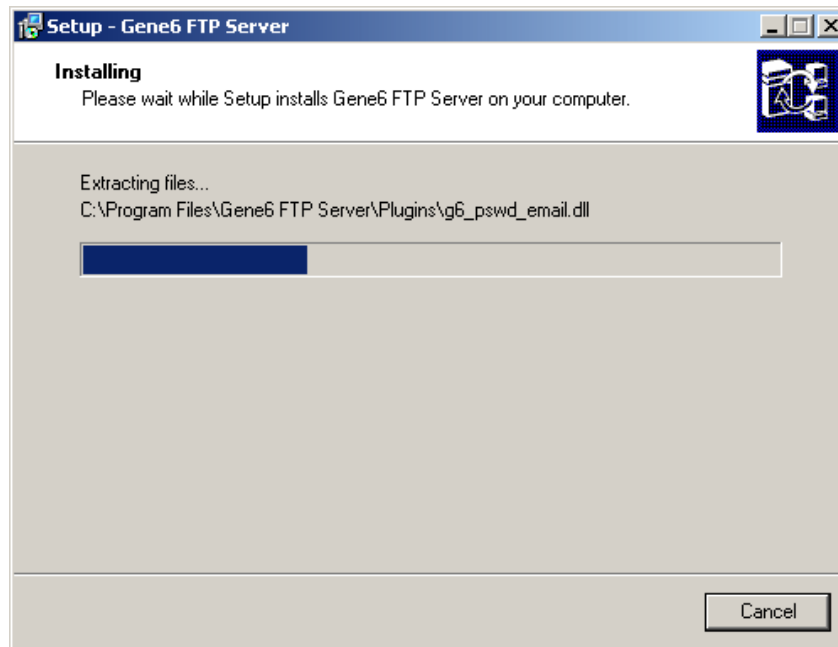 Setup - Gene6 FTP Server
Installing
Please wait while Setup installs Gene6 FTP Server on your computer.
Extracting files...
C:\Program Files\Gene6 FTP Server\Plugins\g6_pswd_email.dll
Cancel